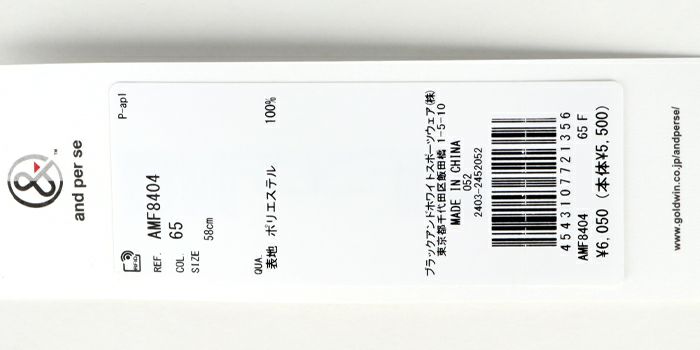 &
™
and per se
P-apl
REF. AMF8404
COL. 65
SIZE 58cm
QUA.
表地 ポリエステル 100%
ブラックアンドホワイトスポーツウェア(株)
東京都千代田区飯田橋 1-5-10
MADE IN CHINA
052
2403-2452052
4543107721356
AMF8404 65 F
¥6,050 (本体¥5,500)
www.goldwin.co.jp/andperse/